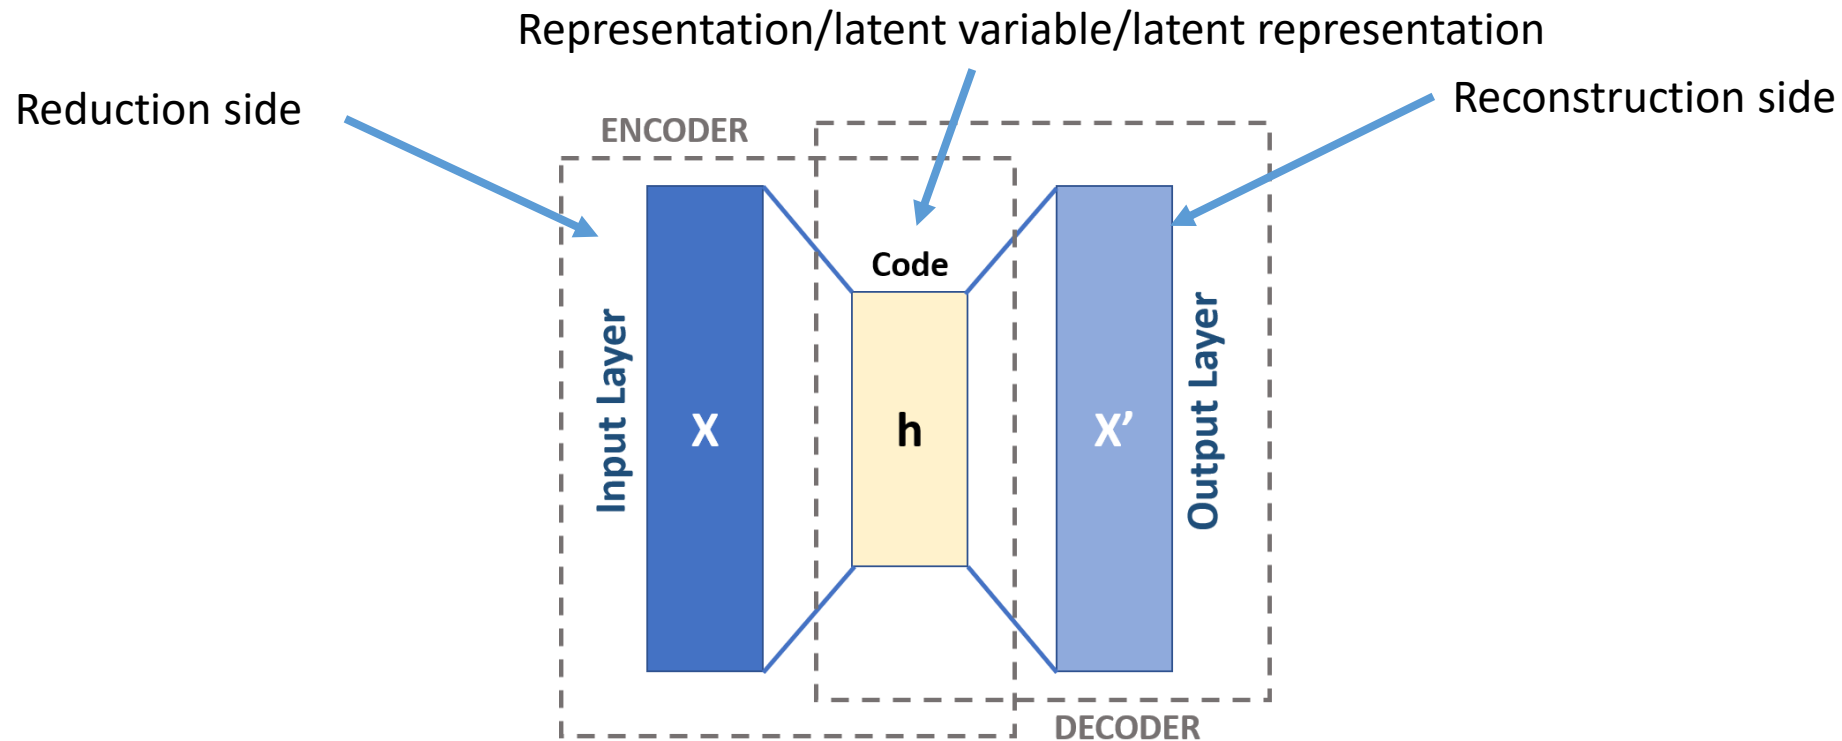 Representation/latent variable/latent representation
Reduction side
Reconstruction side
ENCODER
Code
Input Layer
X
h
X’
Output Layer
DECODER